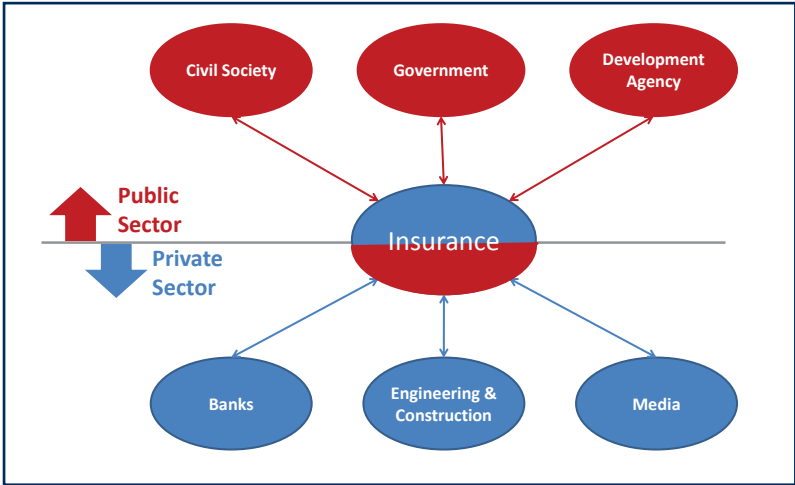 Civil Society
Government
Development
Agency
Public
Sector
Insurance
Private
Sector
Banks
Engineering &
Construction
Media